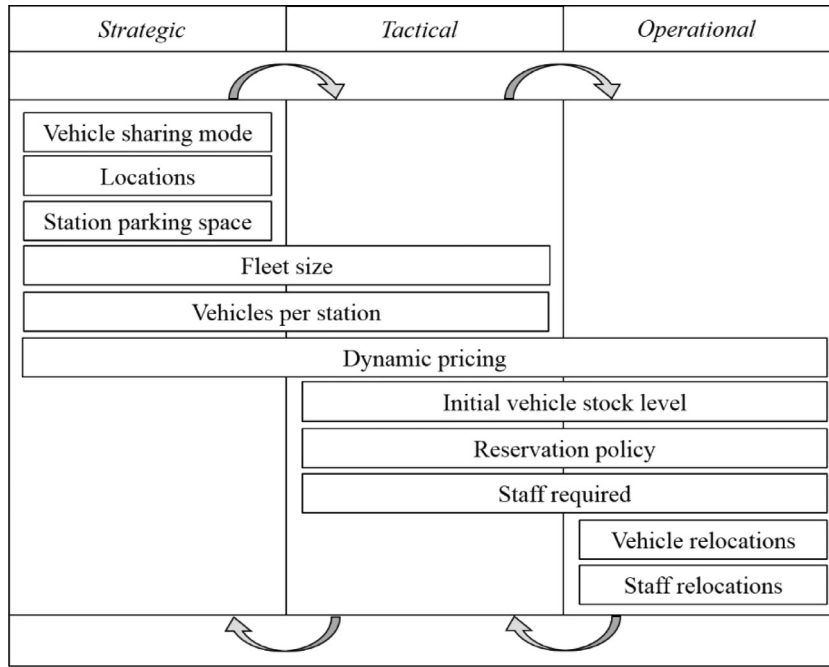 Strategic
Tactical
Operational
Vehicle sharing mode
Locations
Station parking space
Fleet size
Vehicles per station
Dynamic pricing
Initial vehicle stock level
Reservation policy
Staff required
Vehicle relocations
Staff relocations